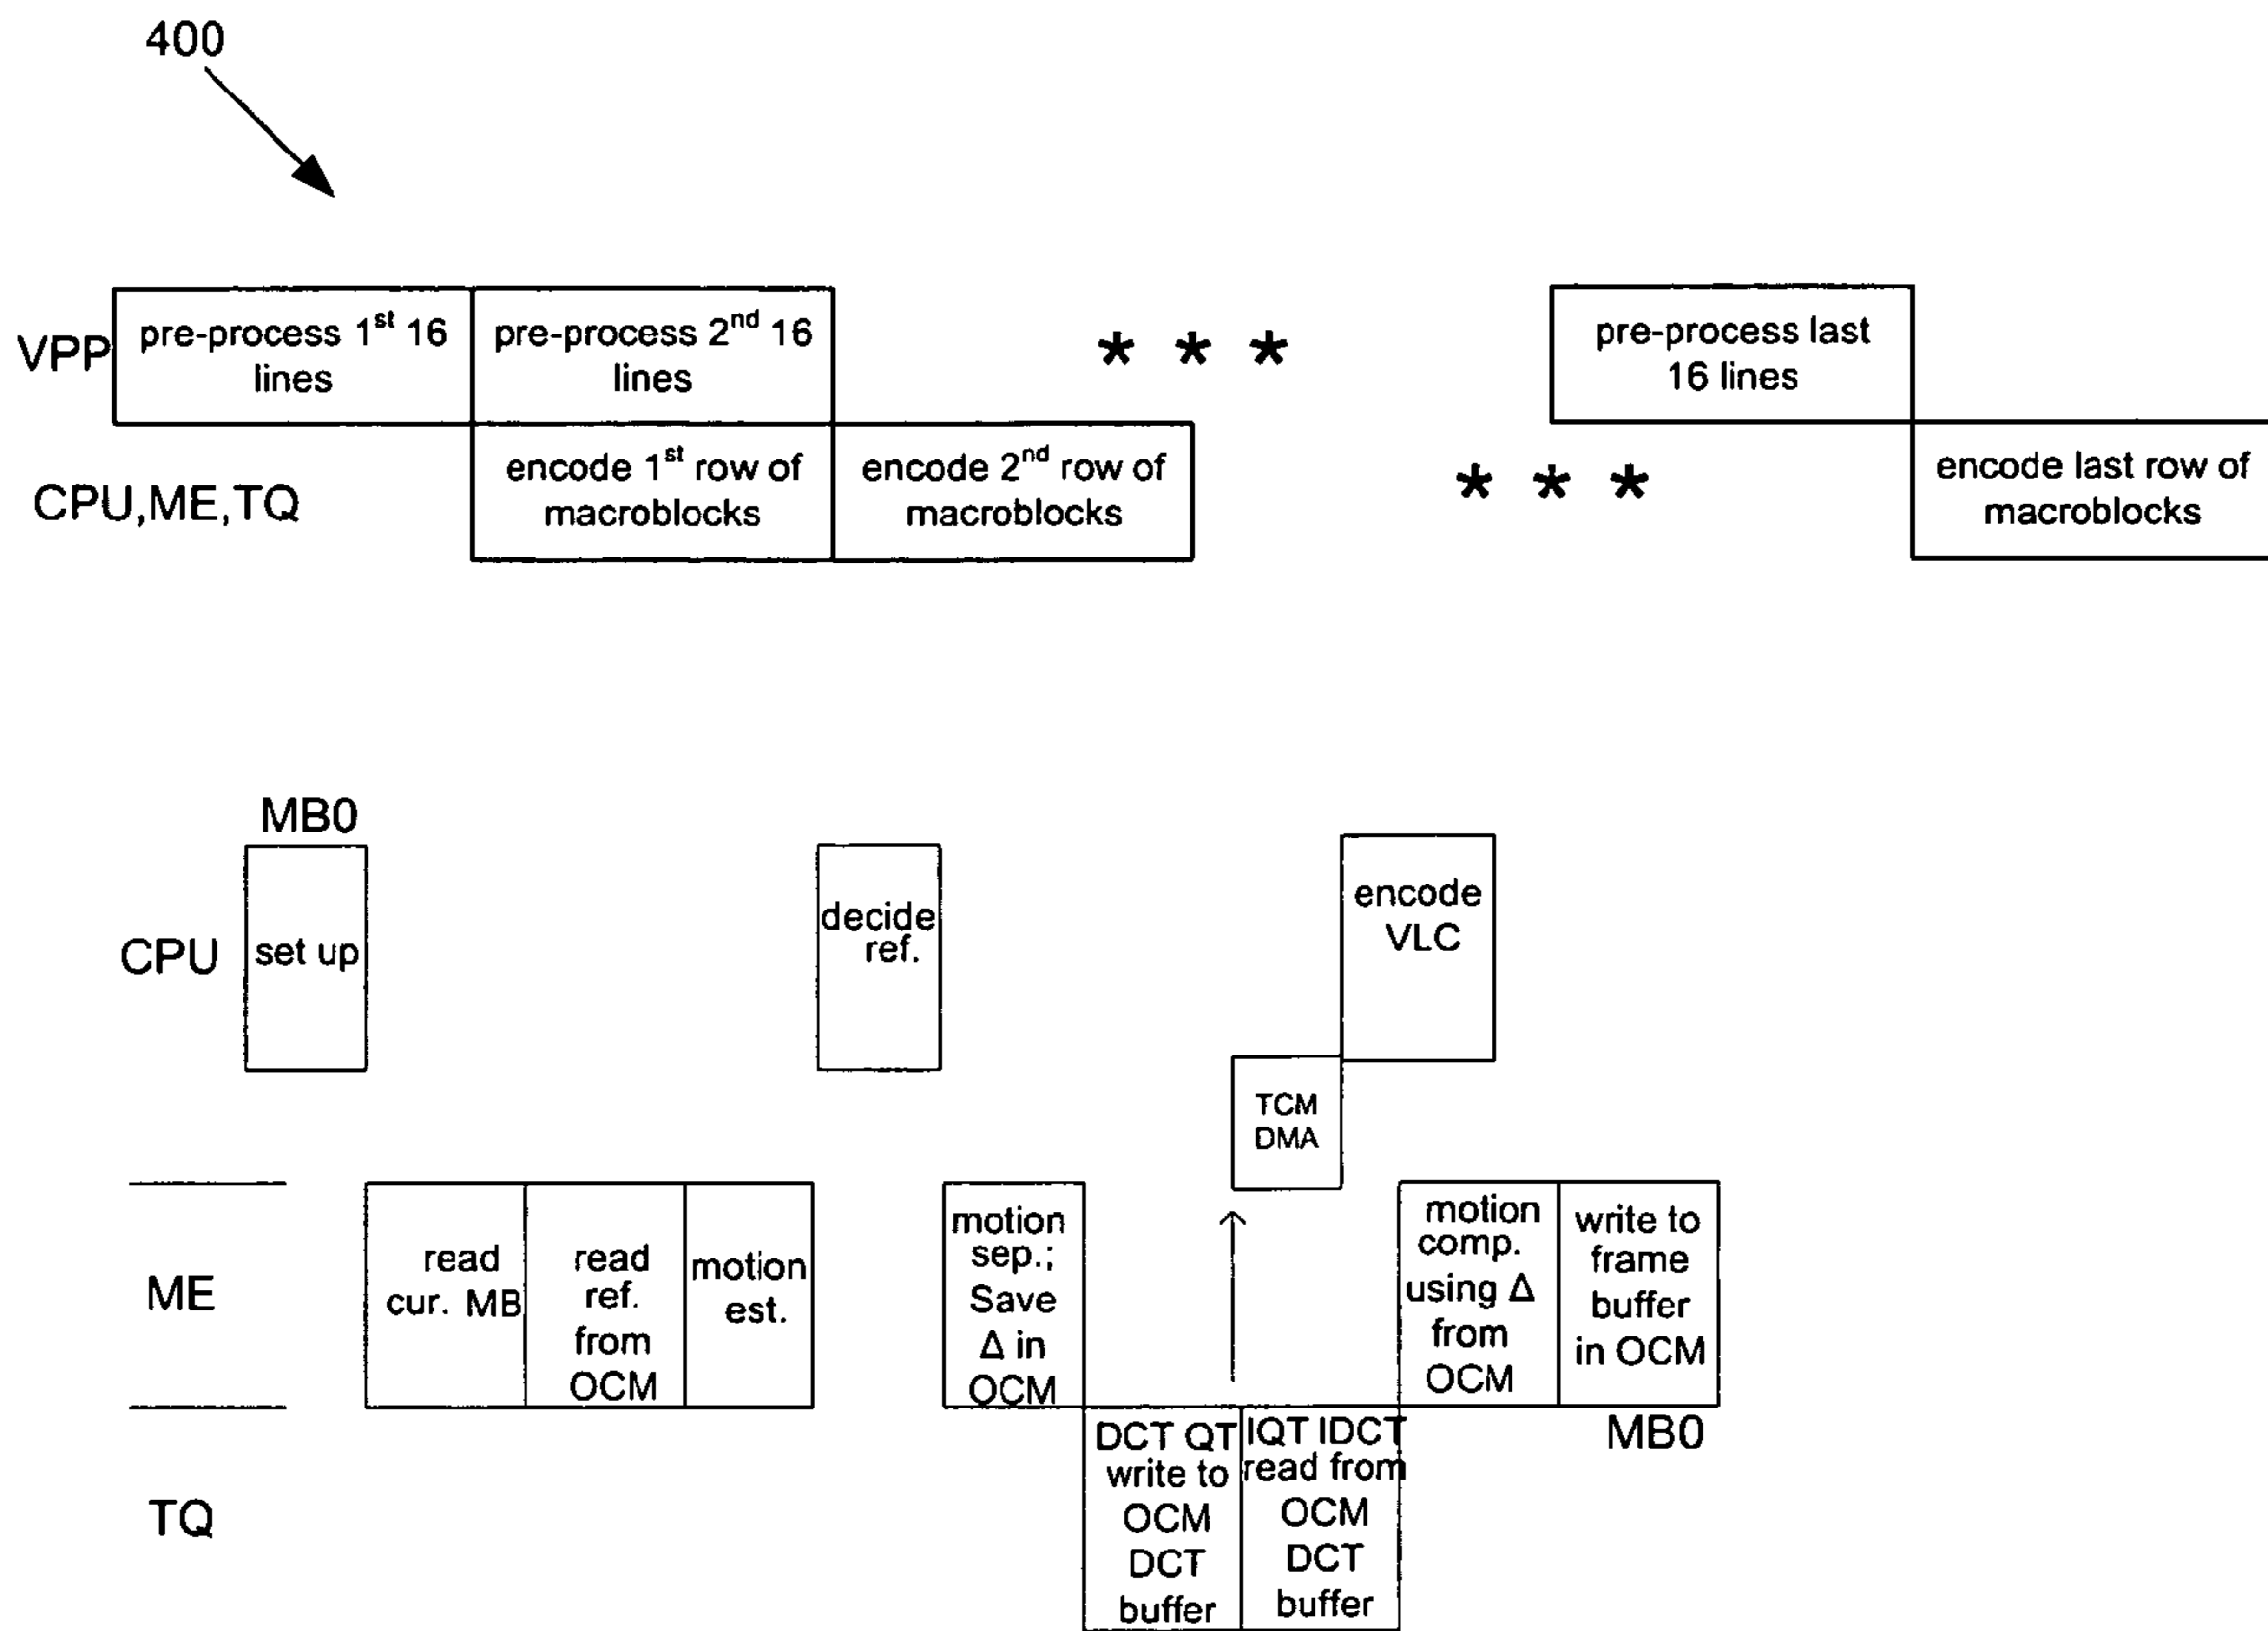 400
VPP
pre-process 1st 16
lines
pre-process 2nd 16
lines
* * *
pre-process last
16 lines
CPU,ME,TQ
encode 1st row of
macroblocks
encode 2nd row of
macroblocks
* * *
encode last row of
macroblocks
MB0
CPU
set up
decide
ref.
encode
VLC
TCM
DMA
ME
read
cur. MB
read
ref.
from
OCM
motion
est.
motion
sep.;
Save
Δ in
OCM
motion
comp.
using Δ
from
OCM
write to
frame
buffer
in OCM
MB0
TQ
DCT QT
write to
OCM
DCT
buffer
IQT IDCT
read from
OCM
DCT
buffer